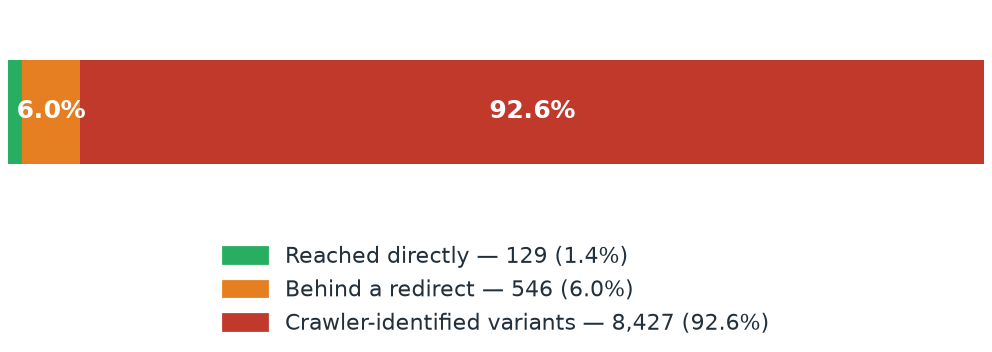 6.0% 92.6%
Reached directly — 129 (1.4%)
Behind a redirect — 546 (6.0%)
Crawler-identified variants — 8,427 (92.6%)